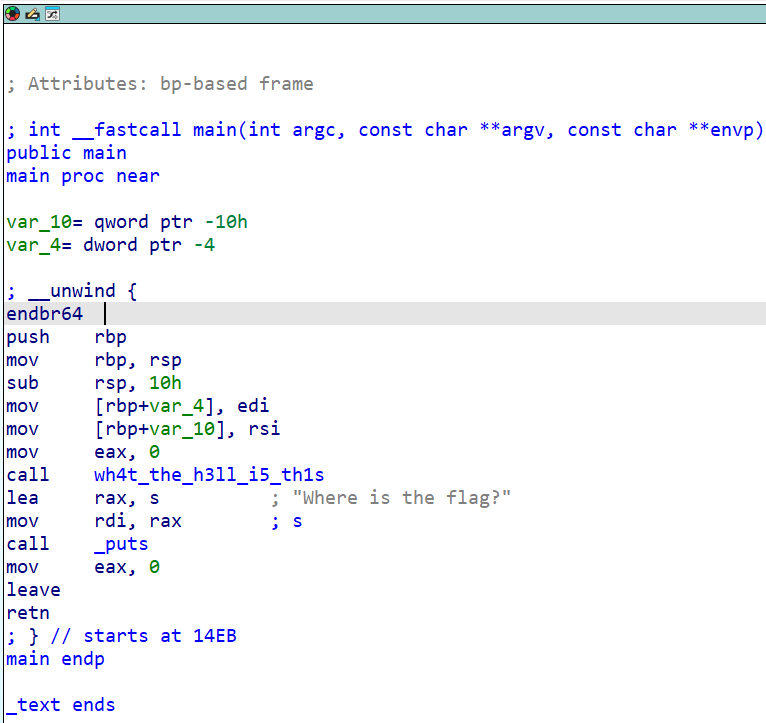 ; Attributes: bp-based frame
; int __fastcall main(int argc, const char **argv, const char **envp)
public main
main proc near
var_10= qword ptr -10h
var_4= dword ptr -4
; __unwind {
endbr64
push    rbp
mov     rbp, rsp
sub     rsp, 10h
mov     [rbp+var_4], edi
mov     [rbp+var_10], rsi
mov     eax, 0
call    wh4t_the_h3ll_i5_th1s
lea     rax, s          ; "Where is the flag?"
mov     rdi, rax        ; s
call    _puts
mov     eax, 0
leave
retn
; } // starts at 14EB
main endp
_text ends